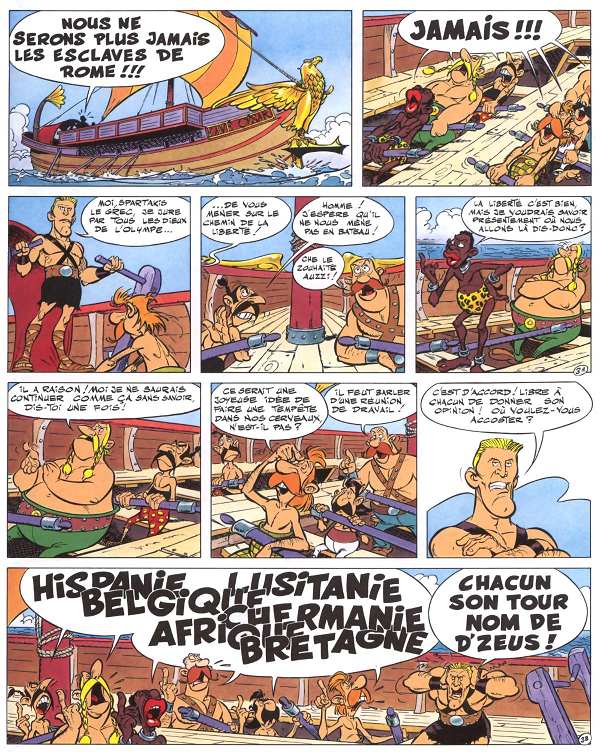 NOUS NE
SERONS PLUS JAMAIS
LES ESCLAVES DE
ROME!!!
JAMAIS!!!
MOI, SPARTAKIS
LE GREC, JE JURE
PAR TOUS LES DIEUX
DE L'OLYMPE...
...DE VOUS
MENER SUR LE
CHEMIN DE LA
LIBERTÉ!
HOMME!
J'ESPÈRE QU'IL
NE NOUS MÈNE
PAS EN BATEAU!
CHE LE
ZOUHAITE
AUZZI!
LA LIBERTÉ C'EST BIEN,
MAIS JE VOUDRAIS SAVOIR
PRÉSENTEMENT OÙ NOUS
ALLONS LÀ DIS-DONC?
IL A RAISON! MOI JE NE SAURAIS
CONTINUER COMME ÇA SANS SAVOIR,
DIS-TOI UNE FOIS!
CE SERAIT UNE
JOYEUSE IDÉE DE
FAIRE UNE TEMPÊTE
DANS NOS CERVEAUX,
N'EST-IL PAS?
IL FEUT BARLER
D'UNE RÉUNION,
DE DRAVAIL!
C'EST D'ACCORD! LIBRE À
CHACUN DE DONNER SON
OPINION! OÙ VOULEZ-VOUS
ACCOSTER?
HISPANIE
LUSITANIE
BELGIQUE
CHERMANIE
AFRIQUE
BRETAGNE
CHACUN
SON TOUR
NOM DE
D'ZEUS!
28